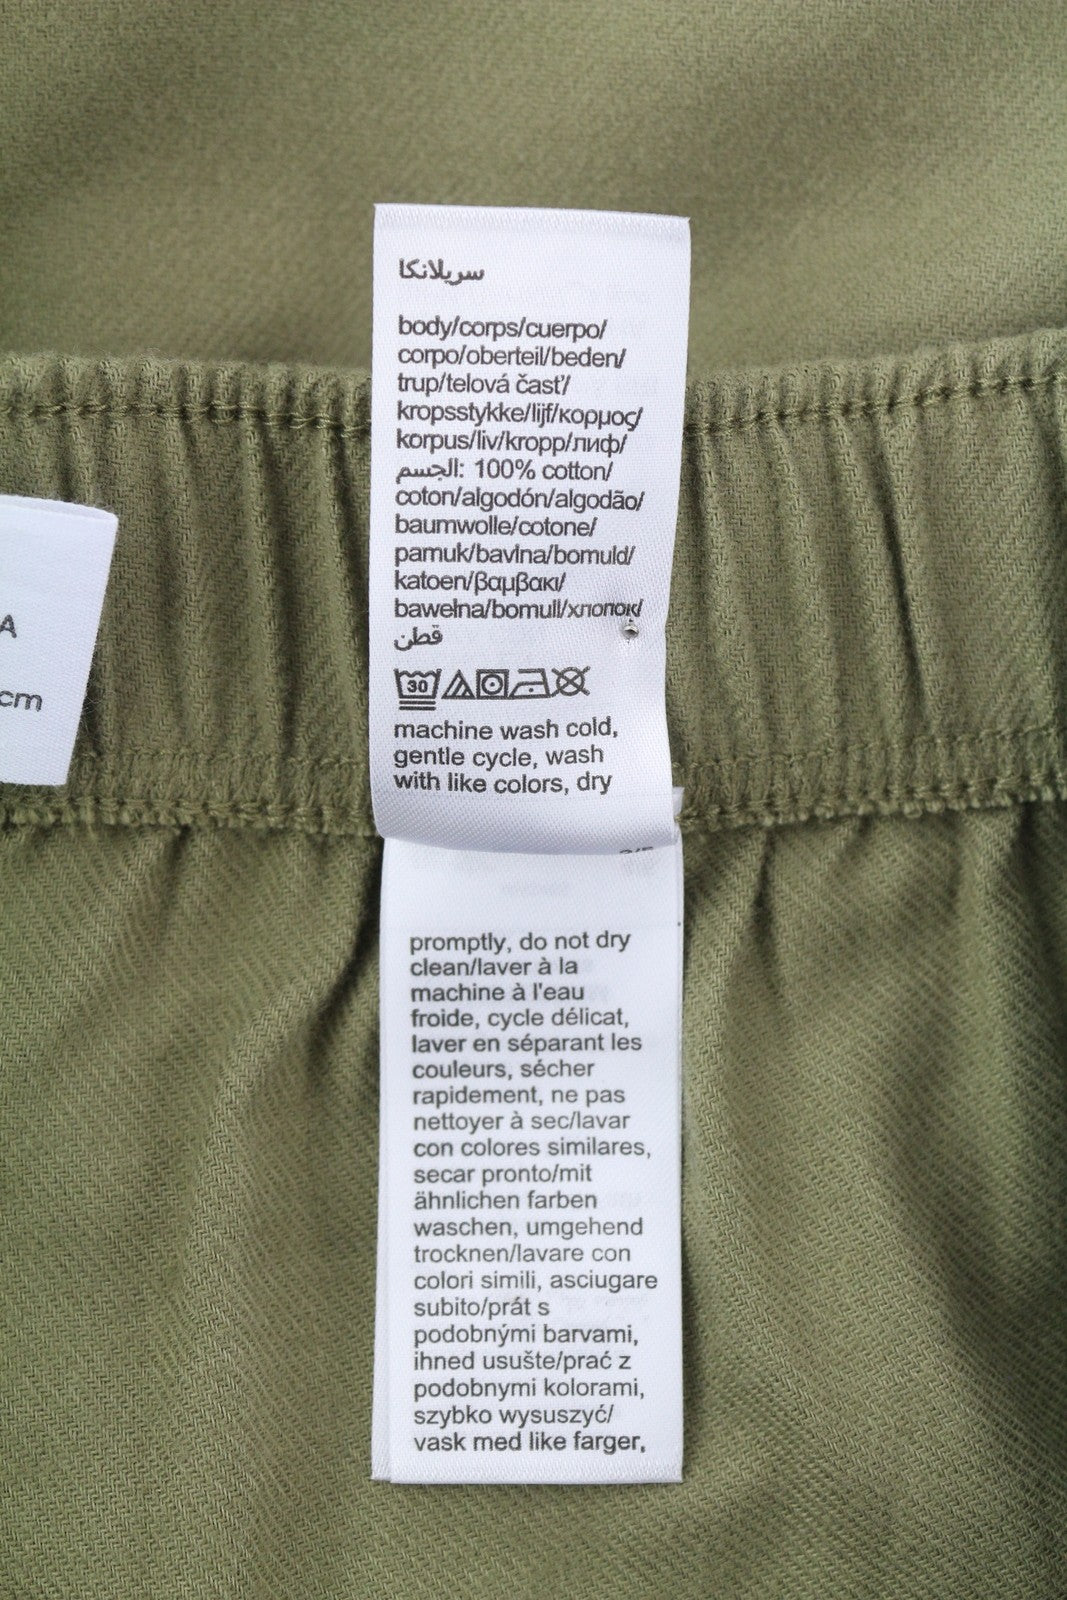 سريلانكا
body/corps/cuerpo/
corpo/oberteil/beden/
trup/telová časť/
kropsstykke/lijf/κορμος/
korpus/liv/kropp/лиф/
الجسم: 100% cotton/
coton/algodón/algodão/
baumwolle/cotone/
pamuk/bavlna/bomuld/
katoen/βαμβακι/
bawełna/bomull/хлопок/
قطن
30
machine wash cold,
gentle cycle, wash
with like colors, dry
promptly, do not dry
clean/laver à la
machine à l'eau
froide, cycle délicat,
laver en séparant les
couleurs, sécher
rapidement, ne pas
nettoyer à sec/lavar
con colores similares,
secar pronto/mit
ähnlichen farben
waschen, umgehend
trocknen/lavare con
colori simili, asciugare
subito/prát s
podobnými barvami,
ihned usušte/prać z
podobnymi kolorami,
szybko wysuszyć/
vask med like farger,
A
cm